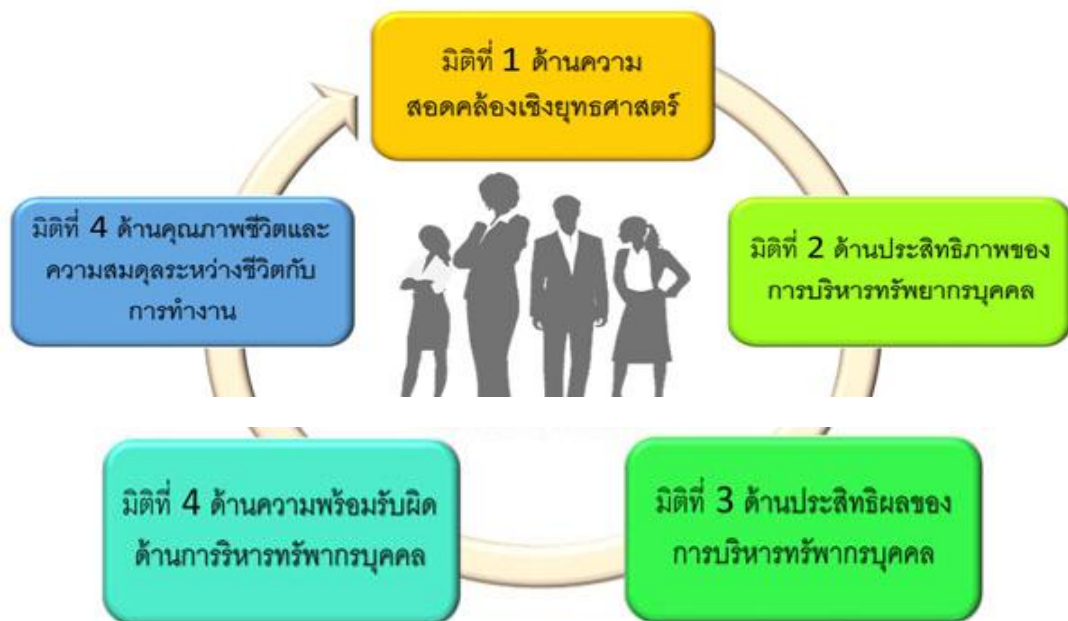 มิติที่ 1 ด้านความ
สอดคล้องเชิงยุทธศาสตร์
มิติที่ 2 ด้านประสิทธิภาพของ
การบริหารทรัพยากรบุคคล
มิติที่ 3 ด้านประสิทธิผลของ
การบริหารทรัพากรบุคคล
มิติที่ 4 ด้านความพร้อมรับผิด
ด้านการริหารทรัพากรบุคคล
มิติที่ 4 ด้านคุณภาพชีวิตและ
ความสมดุลระหว่างชีวิตกับ
การทำงาน